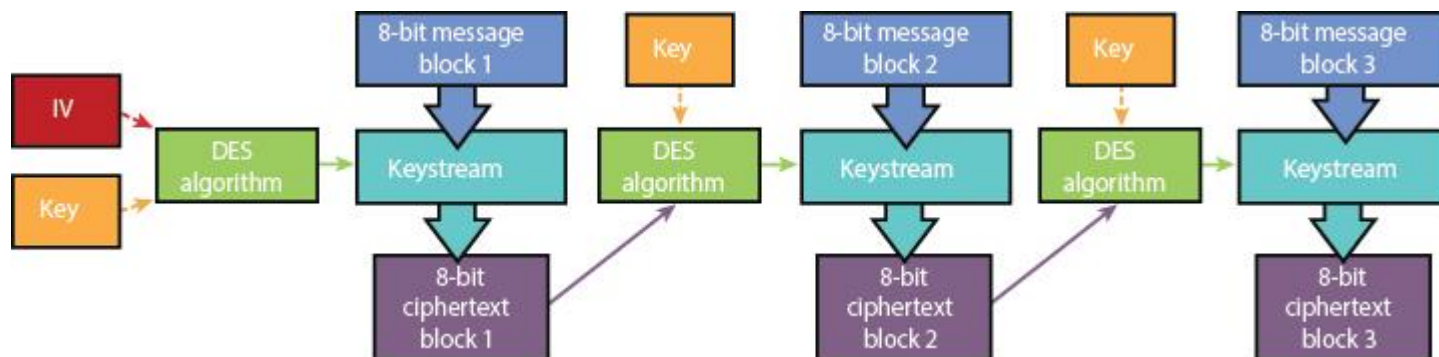 IV
Key
DES
algorithm
8-bit message
block 1
Keystream
8-bit
ciphertext
block 1
Key
DES
algorithm
8-bit message
block 2
Keystream
8-bit
ciphertext
block 2
Key
DES
algorithm
8-bit message
block 3
Keystream
8-bit
ciphertext
block 3